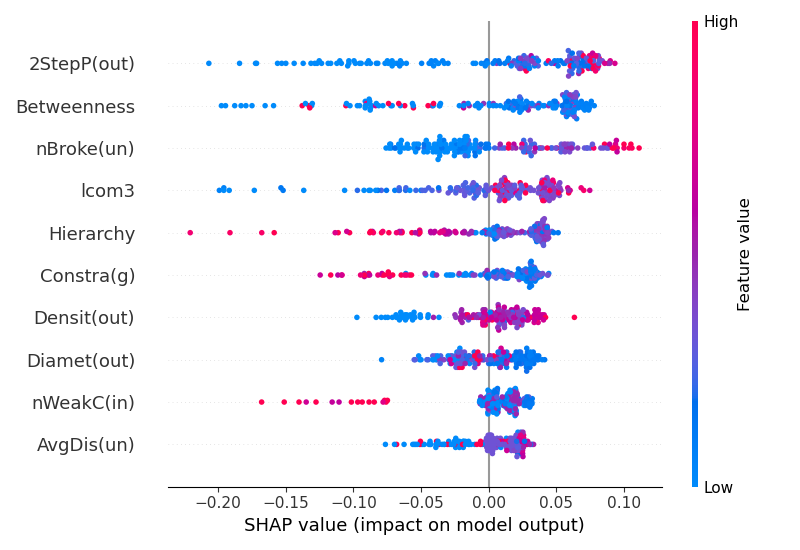 High
2StepP(out)
Betweenness
nBroke(un)
lcom3
Hierarchy
Constra(g)
Densit(out)
Diamet(out)
nWeakC(in)
AvgDis(un)
Feature value
Low
−0.20 −0.15 −0.10 −0.05 0.00 0.05 0.10
SHAP value (impact on model output)